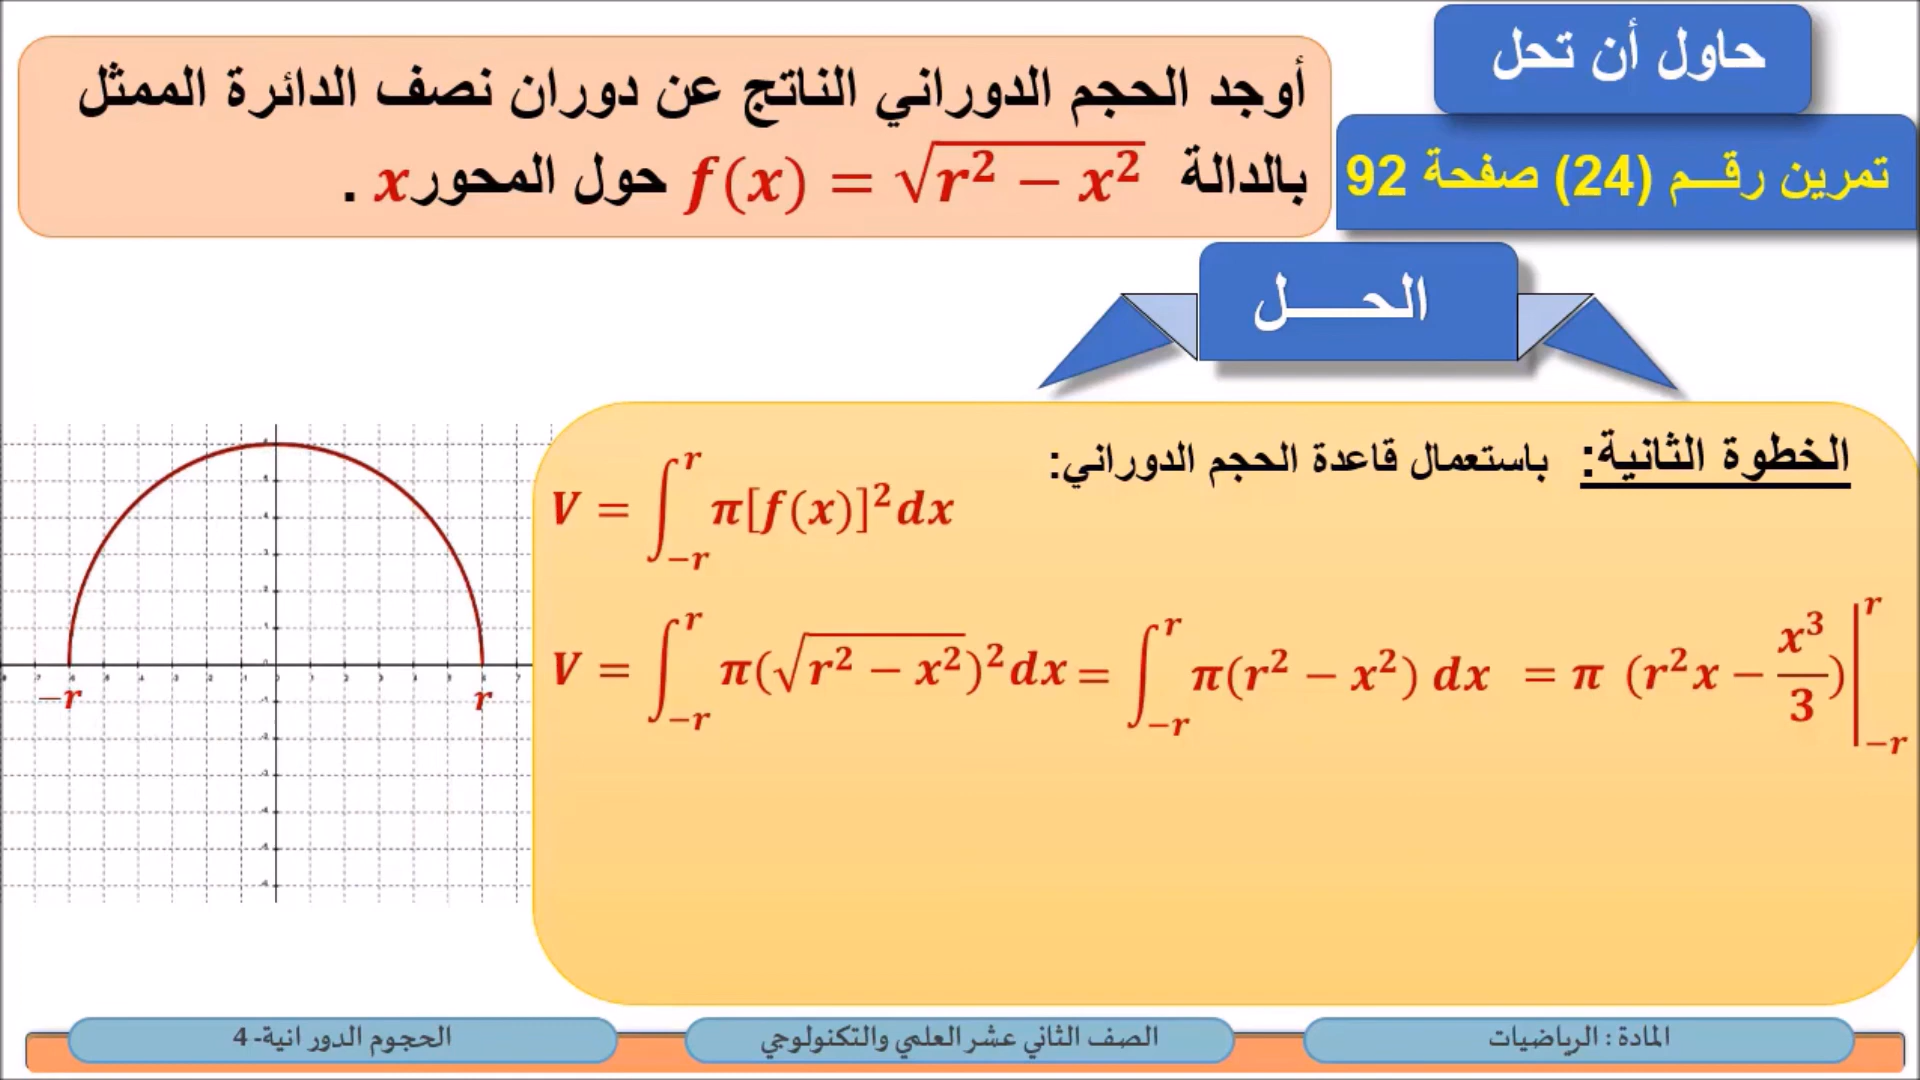 حاول أن تحل
تمرين رقــم (24) صفحة 92
أوجد الحجم الدوراني الناتج عن دوران نصف الدائرة الممثل
بالدالة f(x) = √(r² − x²) حول المحور x .
الحــــل
الخطوة الثانية: باستعمال قاعدة الحجم الدوراني:
V = ∫_{−r}^{r} π[f(x)]² dx
V = ∫_{−r}^{r} π(√(r² − x²))² dx = ∫_{−r}^{r} π(r² − x²) dx = π (r²x − x³/3)|_{−r}^{r}
−r r
المادة : الرياضيات
الصف الثاني عشر العلمي والتكنولوجي
الحجوم الدورانية- 4